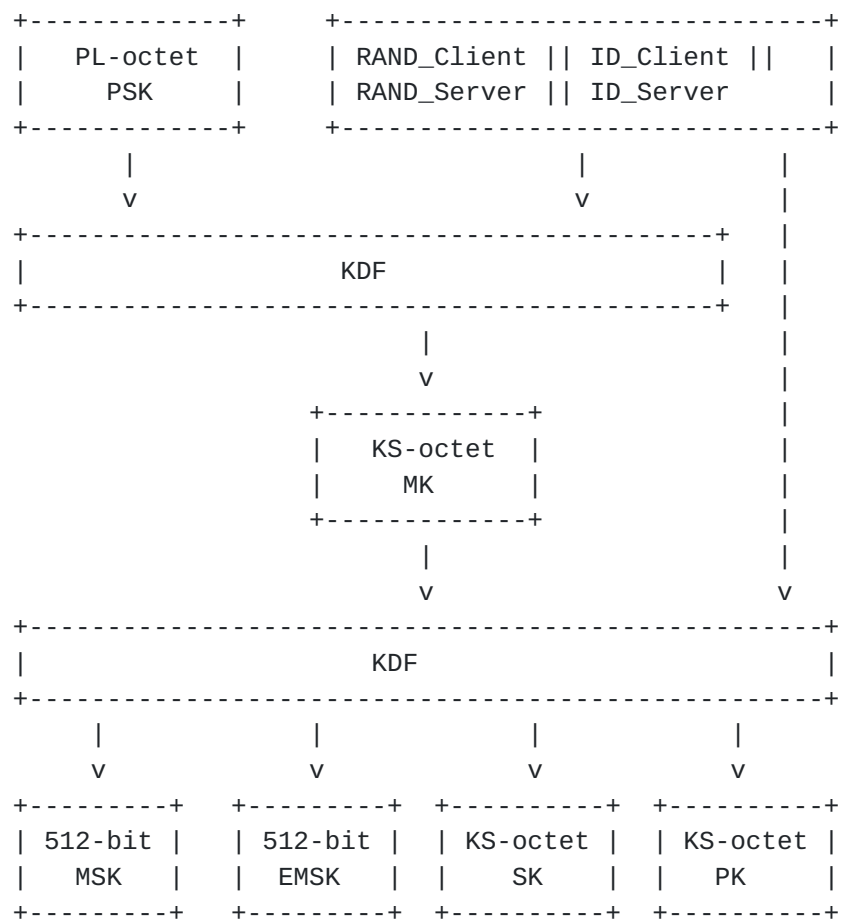 +-------------+     +-------------------------------+
|   PL-octet  |     | RAND_Client || ID_Client ||   |
|     PSK     |     | RAND_Server || ID_Server      |
+-------------+     +-------------------------------+
       |                            |            |
       v                            v            |
+--------------------------------------------+   |
|                    KDF                     |   |
+--------------------------------------------+   |
                          |                      |
                          v                      |
                   +-------------+               |
                   |   KS-octet  |               |
                   |     MK      |               |
                   +-------------+               |
                          |                      |
                          v                      v
+---------------------------------------------------+
|                      KDF                          |
+---------------------------------------------------+
     |             |             |            |
     v             v             v            v
+---------+   +---------+  +----------+  +----------+
| 512-bit |   | 512-bit |  | KS-octet |  | KS-octet |
|   MSK   |   |  EMSK   |  |    SK    |  |   PK     |
+---------+   +---------+  +----------+  +----------+